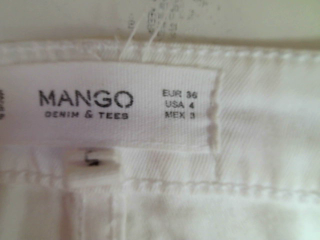 MANGO
DENIM & TEES
EUR 36
USA 4
MEX 3